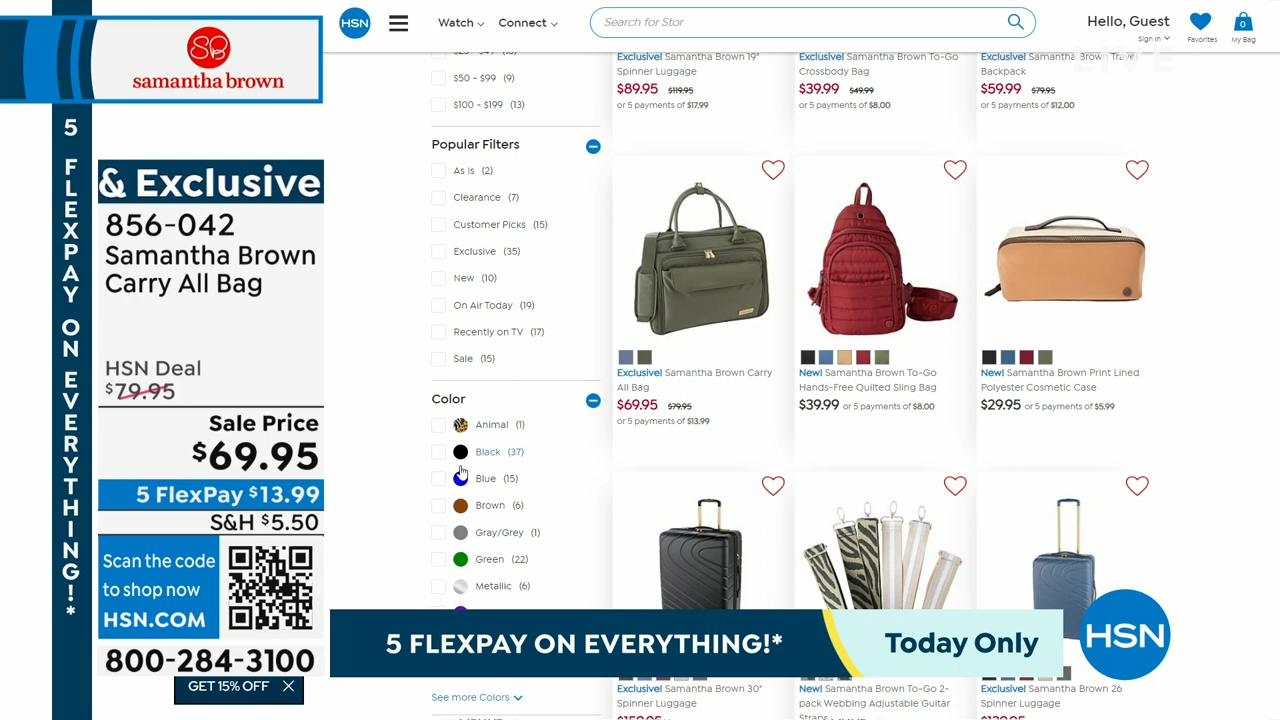 SB
samantha brown
5 FLEXPAY ON EVERYTHING!*
& Exclusive
856-042
Samantha Brown
Carry All Bag
HSN Deal
$79.95
Sale Price
$69.95
5 FlexPay $13.99
S&H $5.50
Scan the code
to shop now
HSN.COM
800-284-3100
GET 15% OFF
HSN
Watch
Connect
Search for Stor
Hello, Guest
Sign in
Favorites
0
My Bag
LIVE
$50 - $99 (9)
$100 - $199 (13)
Popular Filters
As Is (2)
Clearance (7)
Customer Picks (15)
Exclusive (35)
New (10)
On Air Today (19)
Recently on TV (17)
Sale (15)
Color
Animal (1)
Black (37)
Blue (15)
Brown (6)
Gray/Grey (1)
Green (22)
Metallic (6)
See more Colors
Exclusive! Samantha Brown 19"
Spinner Luggage
$89.95 $119.95
or 5 payments of $17.99
Exclusive! Samantha Brown To-Go
Crossbody Bag
$39.99 $49.99
or 5 payments of $8.00
Exclusive! Samantha Brown Travel
Backpack
$59.99 $79.95
or 5 payments of $12.00
Exclusive! Samantha Brown Carry
All Bag
$69.95 $79.95
or 5 payments of $13.99
New! Samantha Brown To-Go
Hands-Free Quilted Sling Bag
$39.99 or 5 payments of $8.00
New! Samantha Brown Print Lined
Polyester Cosmetic Case
$29.95 or 5 payments of $5.99
5 FLEXPAY ON EVERYTHING!*
Today Only
HSN
Exclusive! Samantha Brown 30"
Spinner Luggage
New! Samantha Brown To-Go 2-
pack Webbing Adjustable Guitar
Straps
Exclusive! Samantha Brown 26
Spinner Luggage